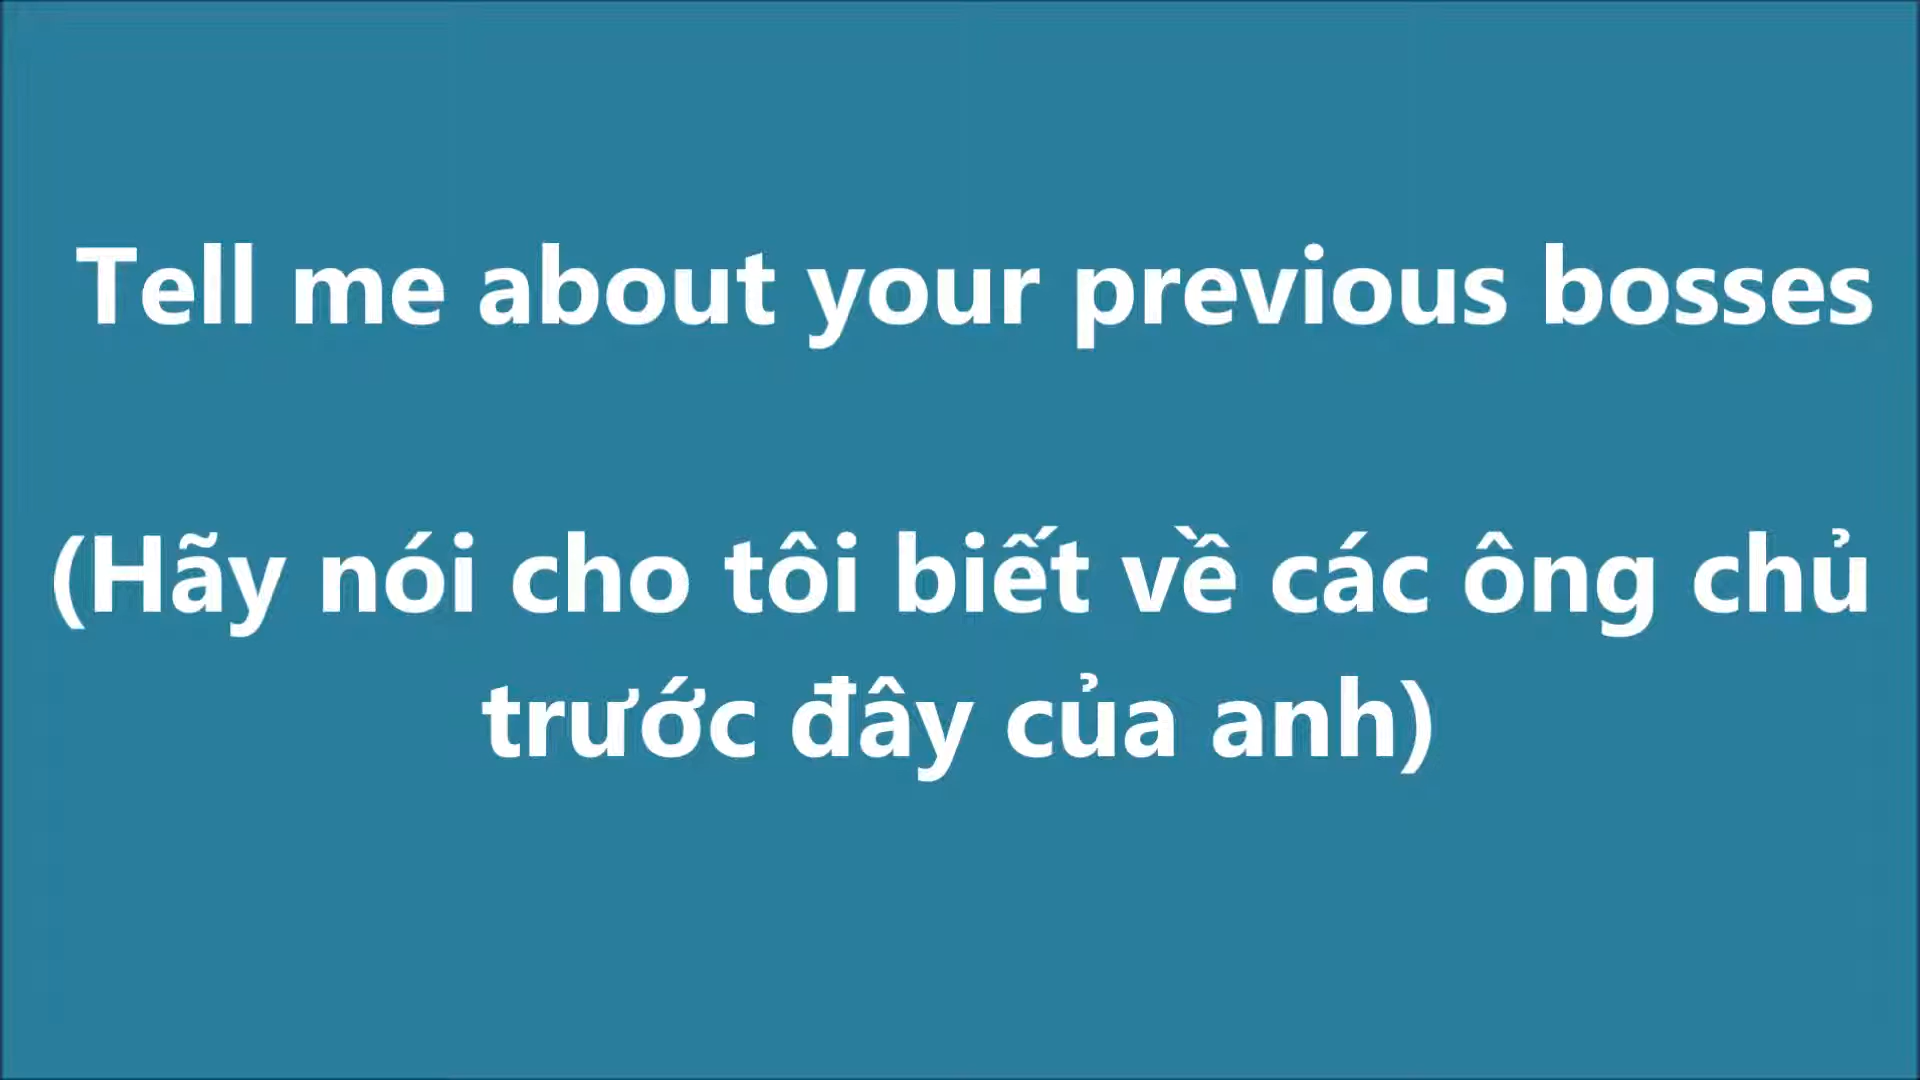 Tell me about your previous bosses
(Hãy nói cho tôi biết về các ông chủ
trước đây của anh)